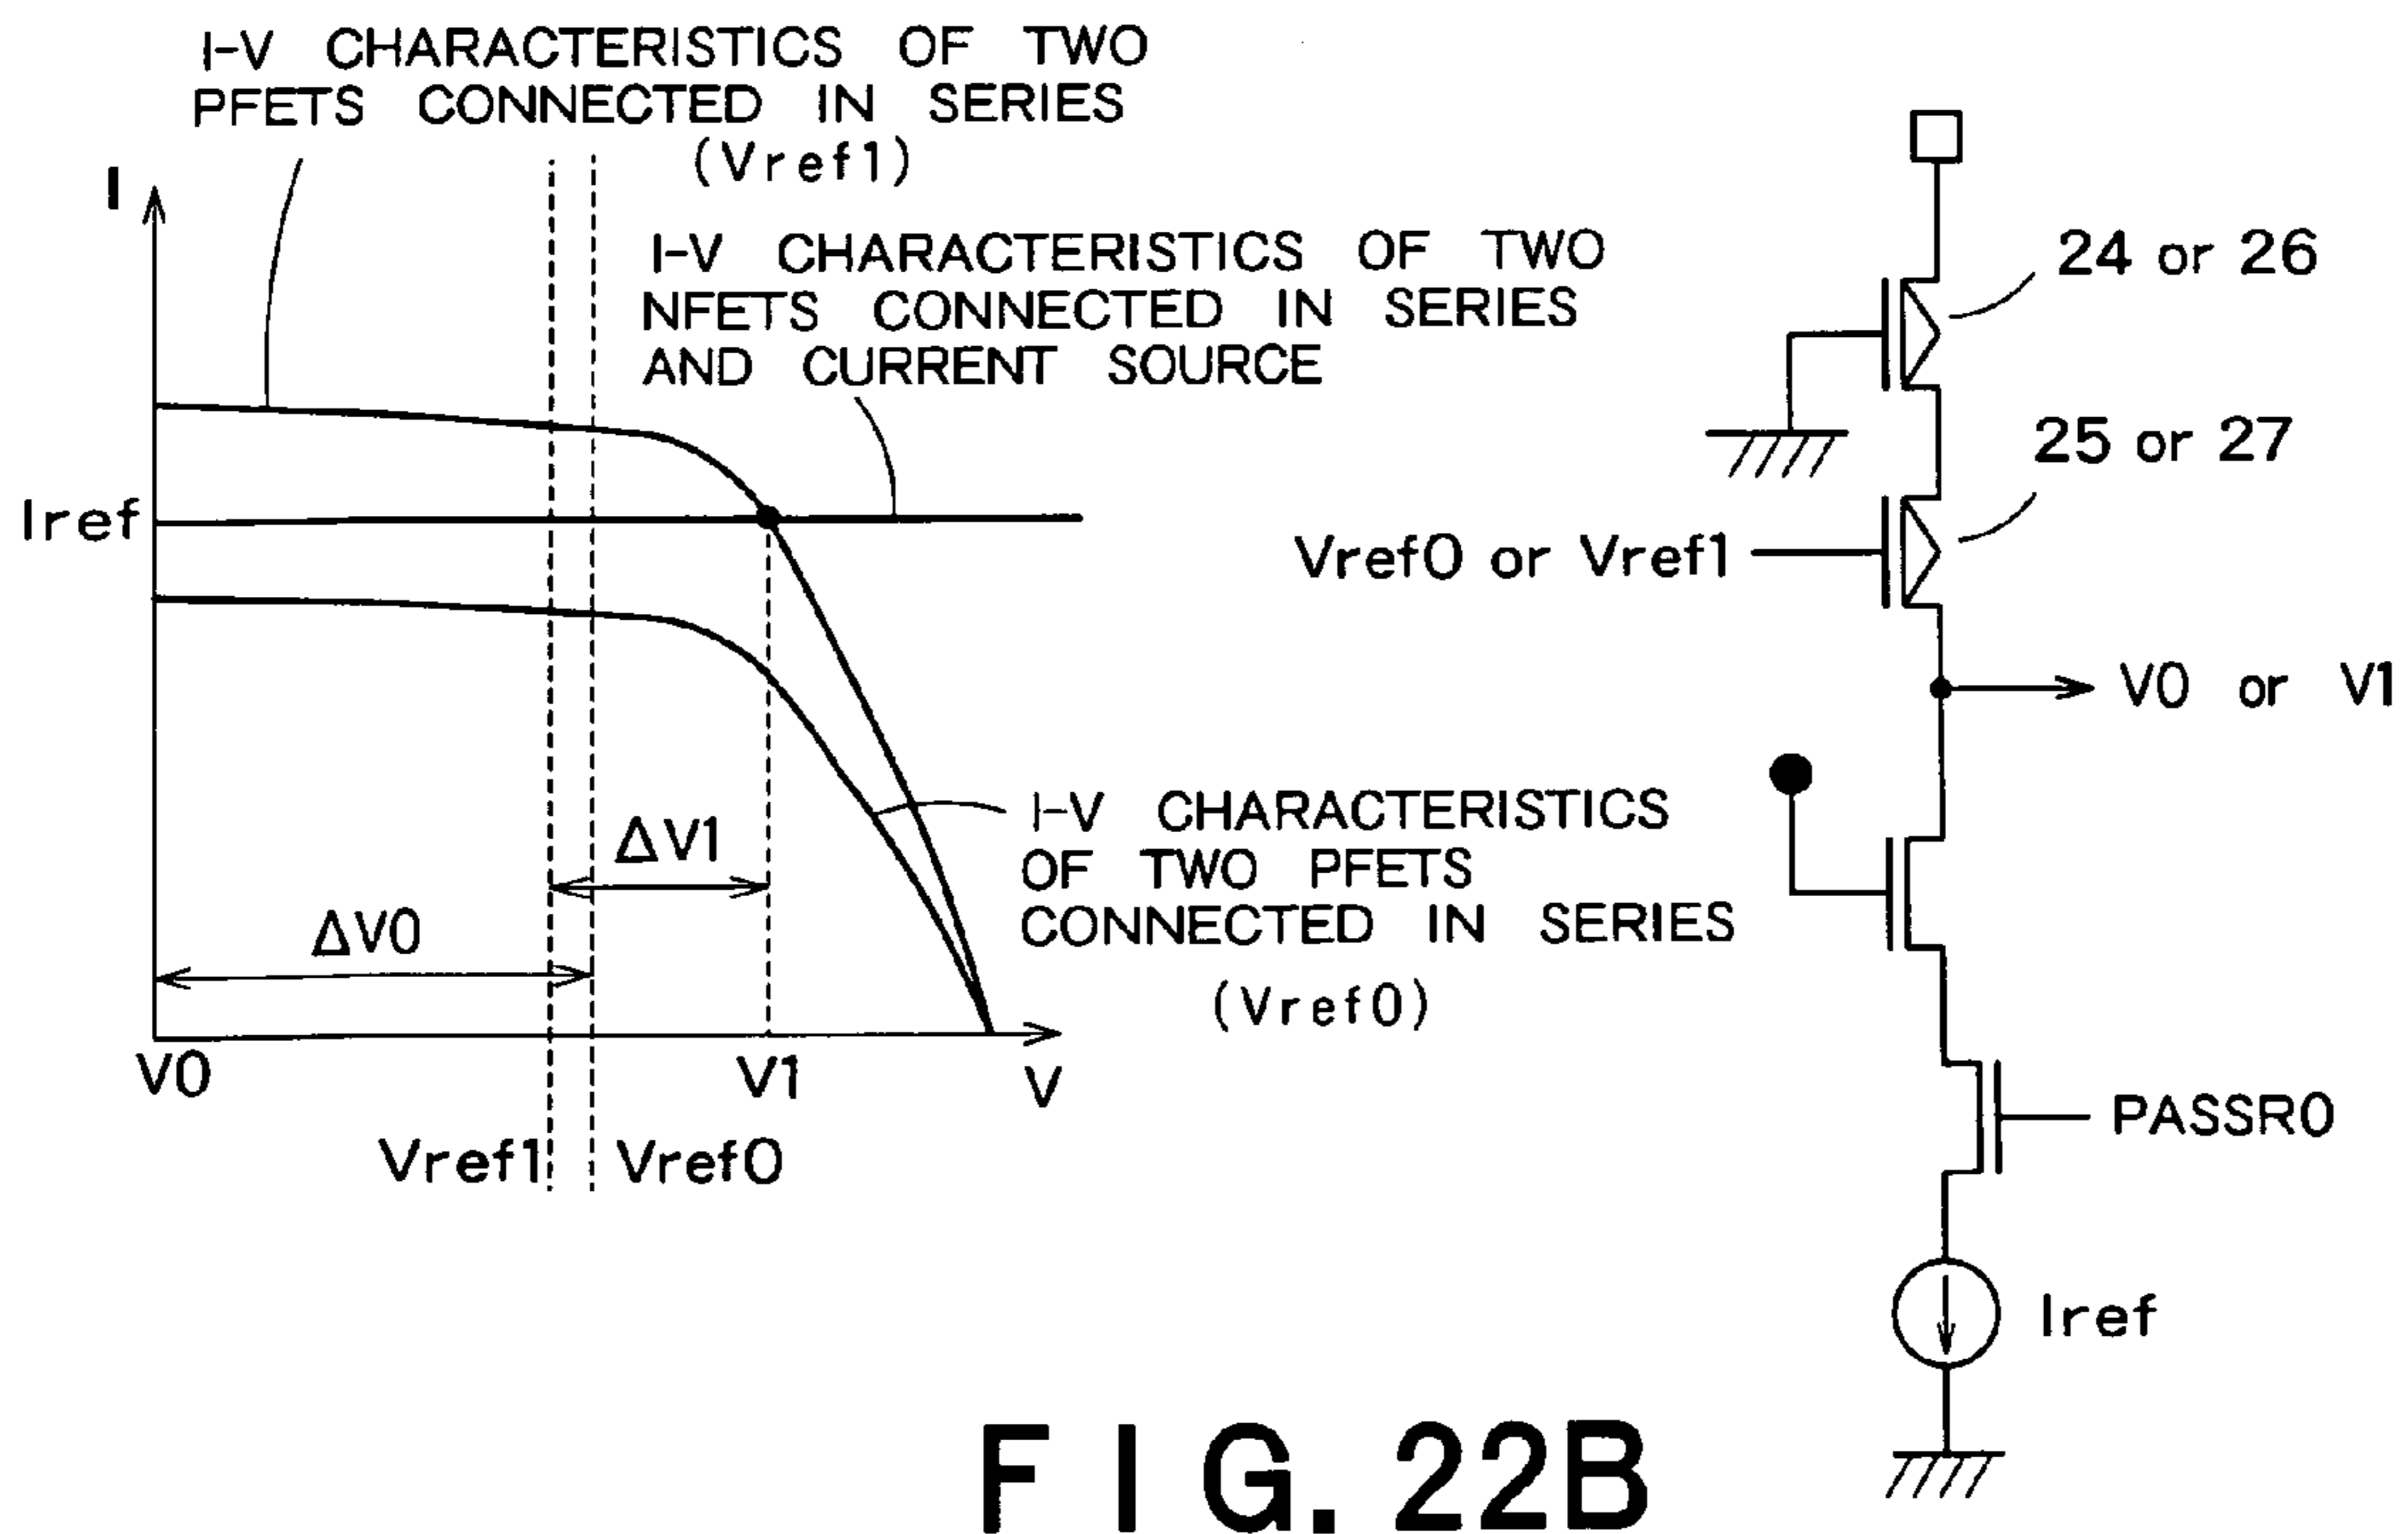 I-V CHARACTERISTICS OF TWO
PFETS CONNECTED IN SERIES
(Vref1)
I
I-V CHARACTERISTICS OF TWO
NFETS CONNECTED IN SERIES
AND CURRENT SOURCE
Iref
ΔV1
ΔV0
I-V CHARACTERISTICS
OF TWO PFETS
CONNECTED IN SERIES
(Vref0)
V0
V1
V
Vref1
Vref0
24 or 26
25 or 27
Vref0 or Vref1
V0 or V1
PASSR0
Iref
FIG. 22B